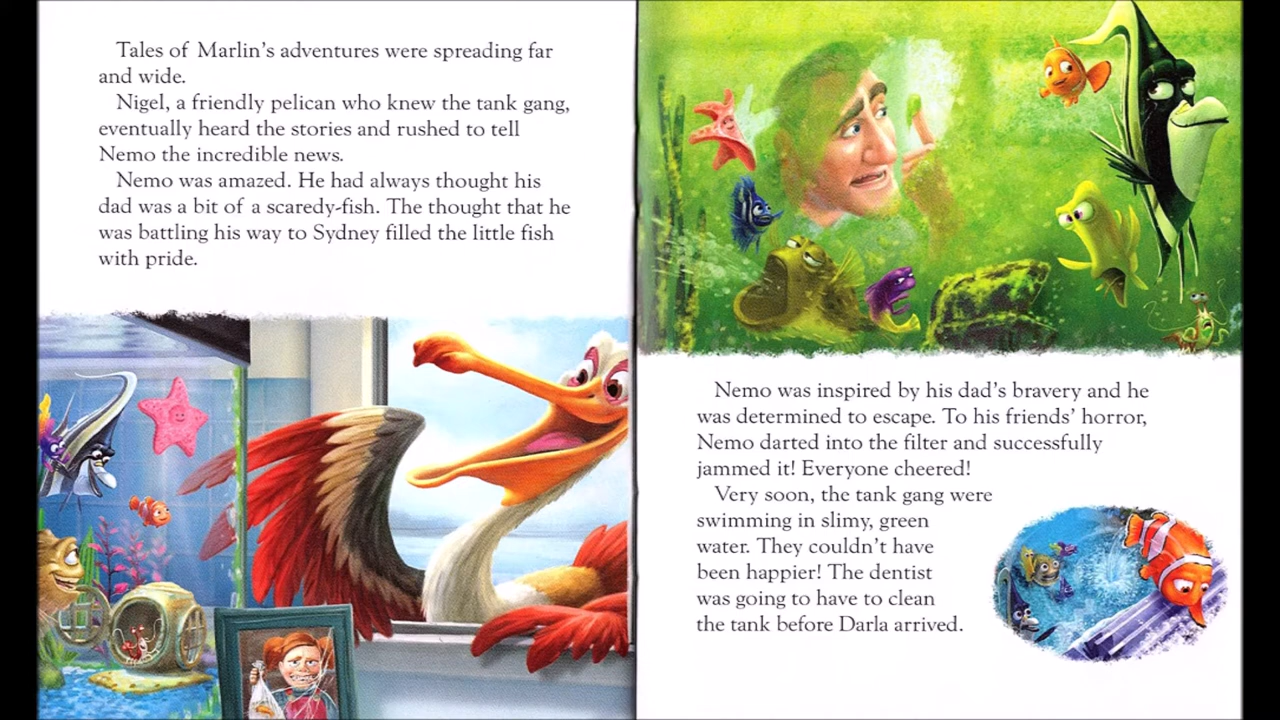 Tales of Marlin's adventures were spreading far
and wide.
Nigel, a friendly pelican who knew the tank gang,
eventually heard the stories and rushed to tell
Nemo the incredible news.
Nemo was amazed. He had always thought his
dad was a bit of a scaredy-fish. The thought that he
was battling his way to Sydney filled the little fish
with pride.
Nemo was inspired by his dad's bravery and he
was determined to escape. To his friends' horror,
Nemo darted into the filter and successfully
jammed it! Everyone cheered!
Very soon, the tank gang were
swimming in slimy, green
water. They couldn't have
been happier! The dentist
was going to have to clean
the tank before Darla arrived.